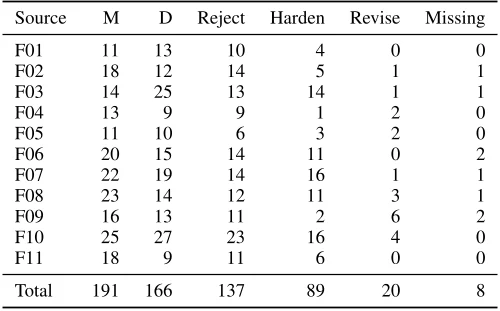 Source M D Reject Harden Revise Missing
F01 11 13 10 4 0 0
F02 18 12 14 5 1 1
F03 14 25 13 14 1 1
F04 13 9 9 1 2 0
F05 11 10 6 3 2 0
F06 20 15 14 11 0 2
F07 22 19 14 16 1 1
F08 23 14 12 11 3 1
F09 16 13 11 2 6 2
F10 25 27 23 16 4 0
F11 18 9 11 6 0 0
Total 191 166 137 89 20 8